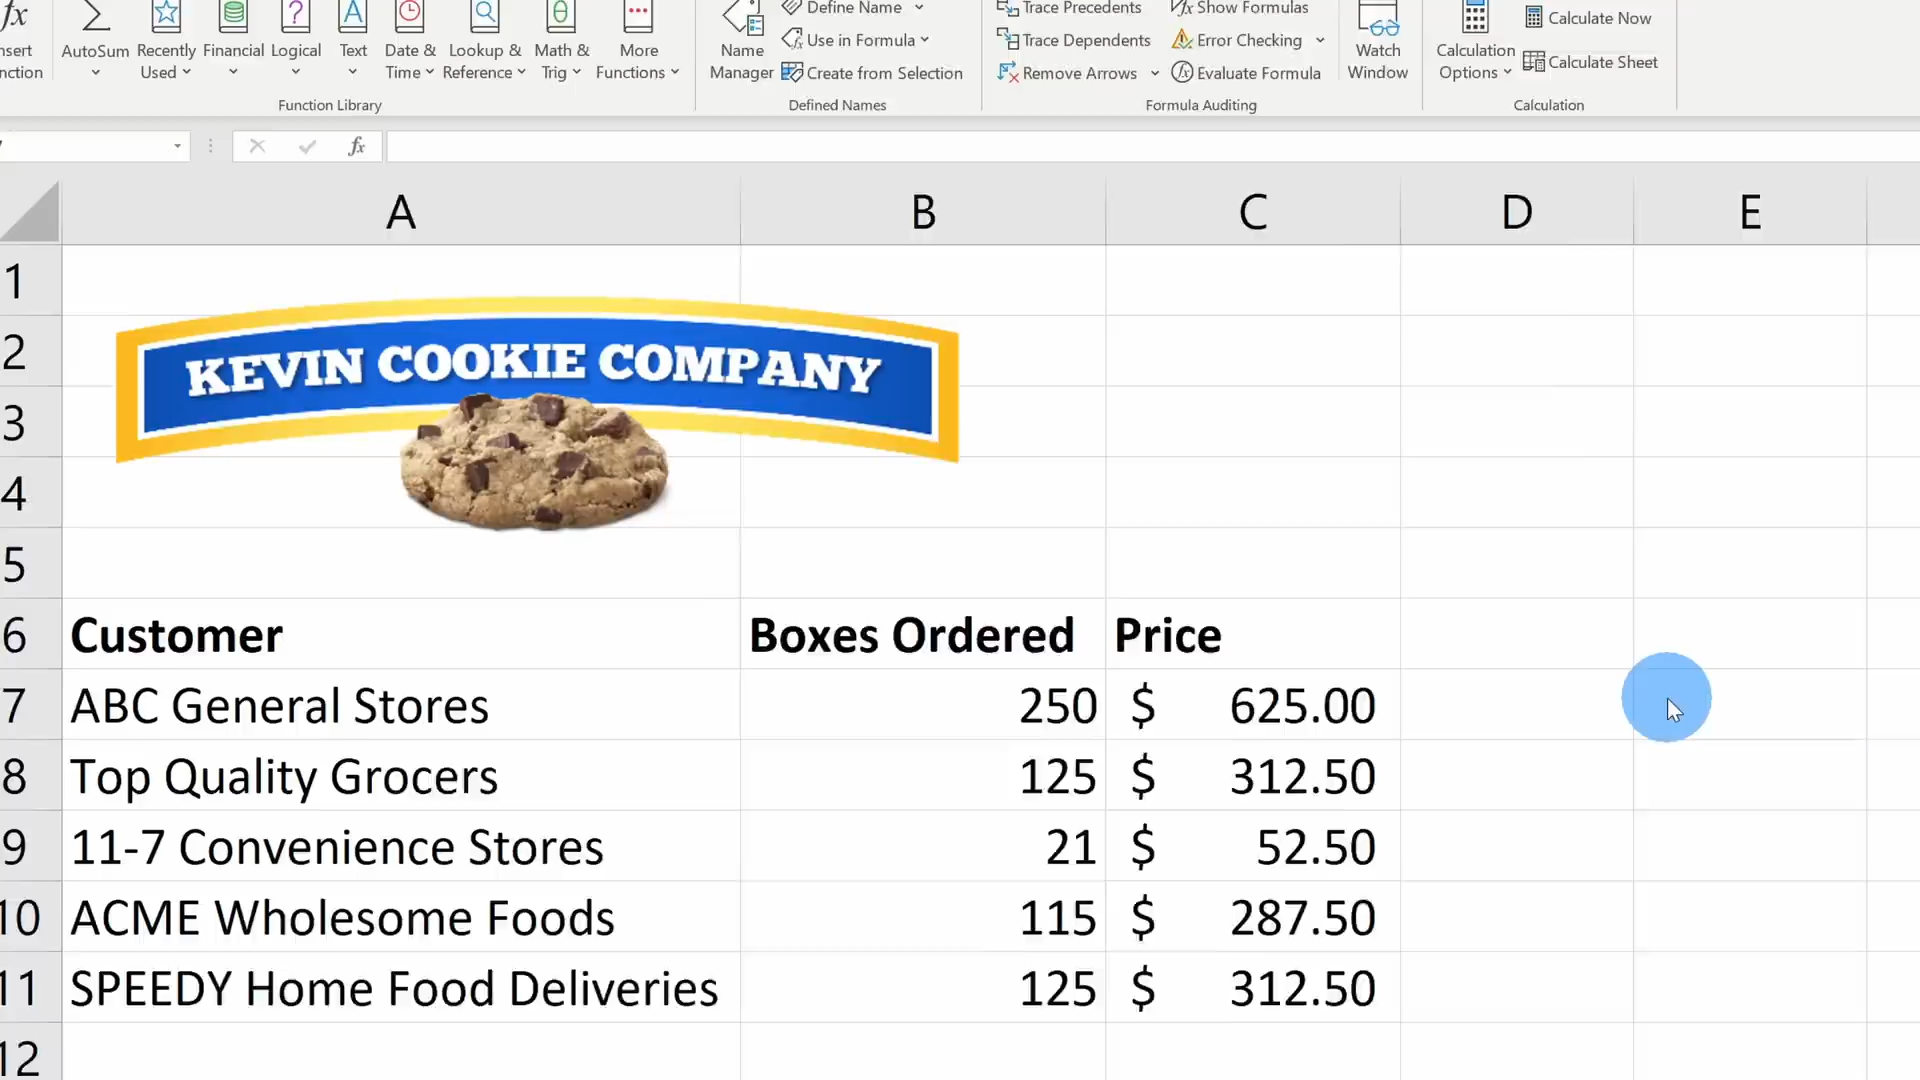 fx Define Name Trace Precedents fx Show Formulas Calculate Now
AutoSum Recently Used Financial Logical Text Date & Time Lookup & Reference Math & Trig More Functions
Name Manager Use in Formula Create from Selection
Trace Dependents Remove Arrows Error Checking Evaluate Formula
Watch Window Calculation Options Calculate Sheet
Function Library Defined Names Formula Auditing Calculation
fx
A B C D E
1
2
3
4
5
KEVIN COOKIE COMPANY
6 Customer Boxes Ordered Price
7 ABC General Stores 250 $ 625.00
8 Top Quality Grocers 125 $ 312.50
9 11-7 Convenience Stores 21 $ 52.50
10 ACME Wholesome Foods 115 $ 287.50
11 SPEEDY Home Food Deliveries 125 $ 312.50
12